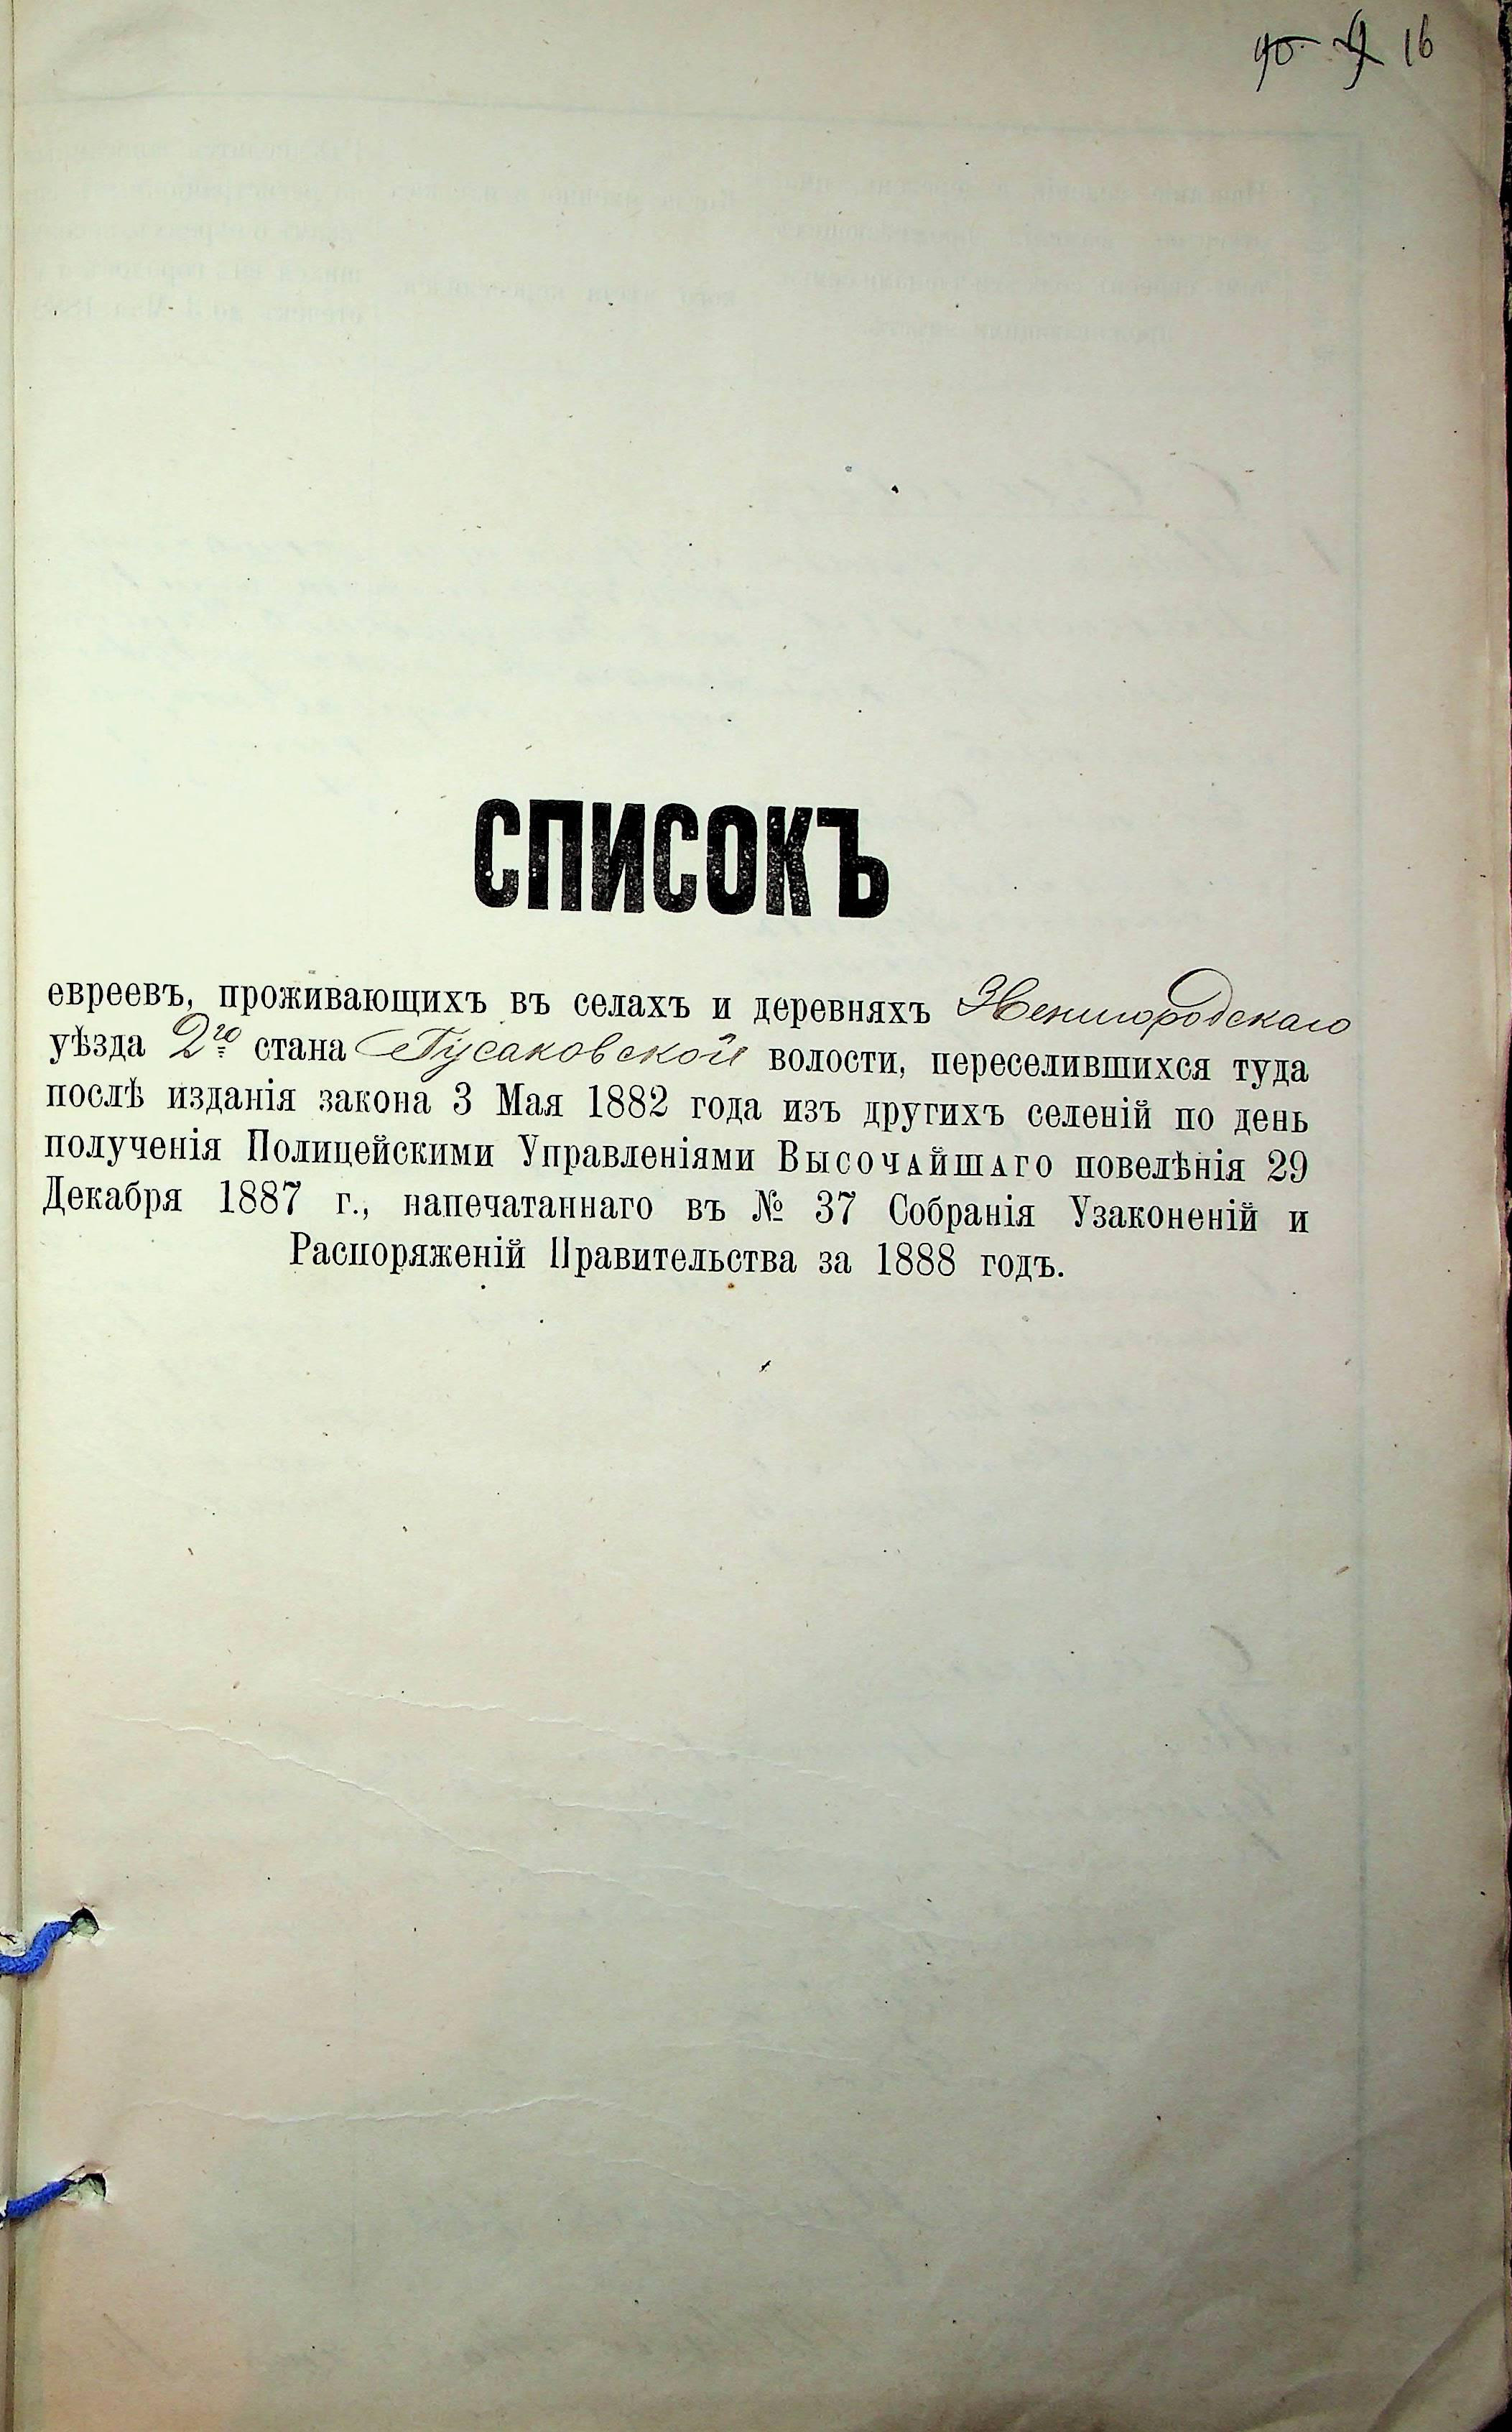 16
СПИСОКЪ
евреевъ, проживающихъ въ селахъ и деревняхъ Звенигородскаго
уѣзда 2го стана Гусаковской волости, переселившихся туда
послѣ изданія закона 3 Мая 1882 года изъ другихъ селеній по день
полученія Полицейскими Управленіями Высочайшаго повелѣнія 29
Декабря 1887 г., напечатаннаго въ № 37 Собранія Узаконеній и
Распоряженій Правительства за 1888 годъ.